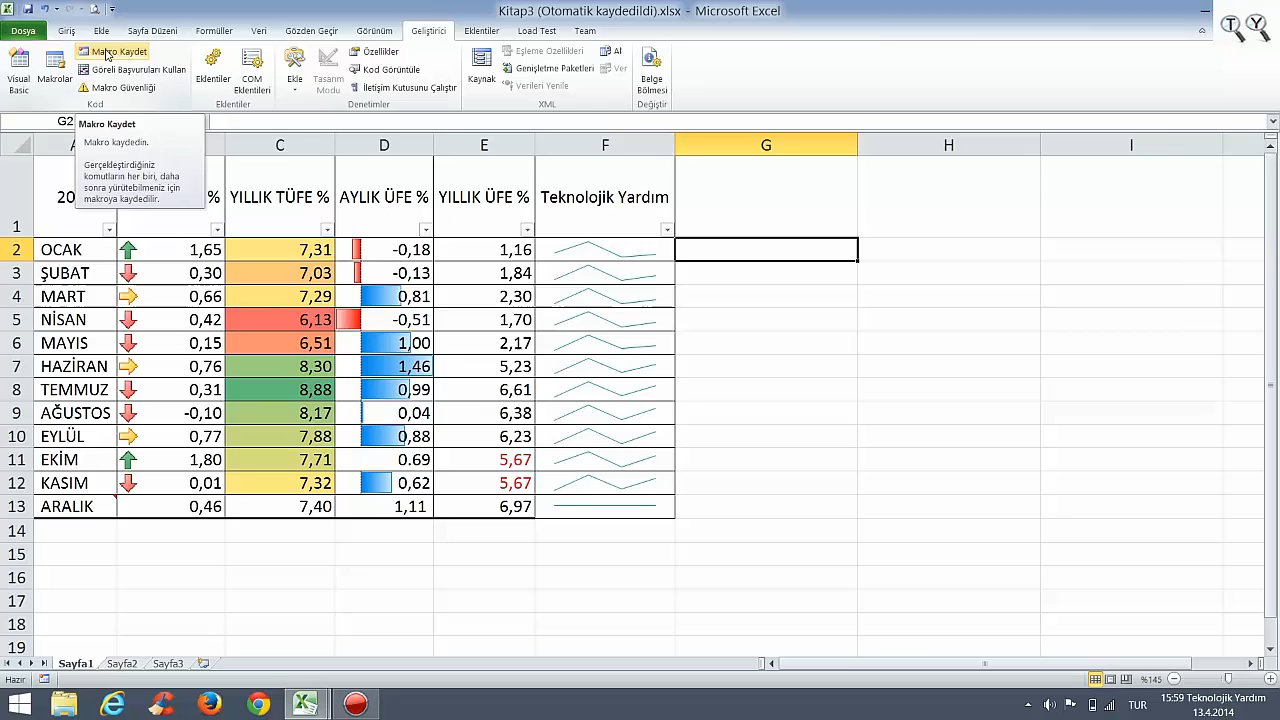 Kitap3 (Otomatik kaydedildi).xlsx - Microsoft Excel
Dosya Giriş Ekle Sayfa Düzeni Formüller Veri Gözden Geçir Görünüm Geliştirici Eklentiler Load Test Team
T Y
Visual Basic
Makrolar
Makro Kaydet
Göreli Başvuruları Kullan
Makro Güvenliği
Kod
Eklentiler
COM Eklentileri
Eklentiler
Ekle
Tasarım Modu
Özellikler
Kod Görüntüle
İletişim Kutusunu Çalıştır
Denetimler
Kaynak
Eşleme Özellikleri
Genişletme Paketleri
Verileri Yenile
Al
Ver
XML
Belge Bölmesi
Değiştir
G2
Makro Kaydet
Makro kaydedin.
Gerçekleştirdiğiniz
komutların her biri, daha
sonra yürütebilmeniz için
makroya kaydedilir.
C D E F G H I
1 20 % YILLIK TÜFE % AYLIK ÜFE % YILLIK ÜFE % Teknolojik Yardım
2 OCAK 1,65 7,31 -0,18 1,16
3 ŞUBAT 0,30 7,03 -0,13 1,84
4 MART 0,66 7,29 0,81 2,30
5 NİSAN 0,42 6,13 -0,51 1,70
6 MAYIS 0,15 6,51 1,00 2,17
7 HAZİRAN 0,76 8,30 1,46 5,23
8 TEMMUZ 0,31 8,88 0,99 6,61
9 AĞUSTOS -0,10 8,17 0,04 6,38
10 EYLÜL 0,77 7,88 0,88 6,23
11 EKİM 1,80 7,71 0.69 5,67
12 KASIM 0,01 7,32 0,62 5,67
13 ARALIK 0,46 7,40 1,11 6,97
14
15
16
17
18
19
Sayfa1 Sayfa2 Sayfa3
Hazır %145
TUR 15:59 Teknolojik Yardım
13.4.2014